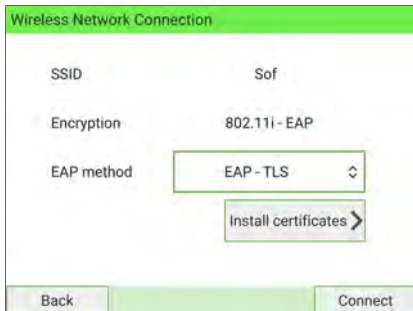 Wireless Network Connection
SSID Sof
Encryption 802.11i - EAP
EAP method EAP - TLS
Install certificates
Back Connect